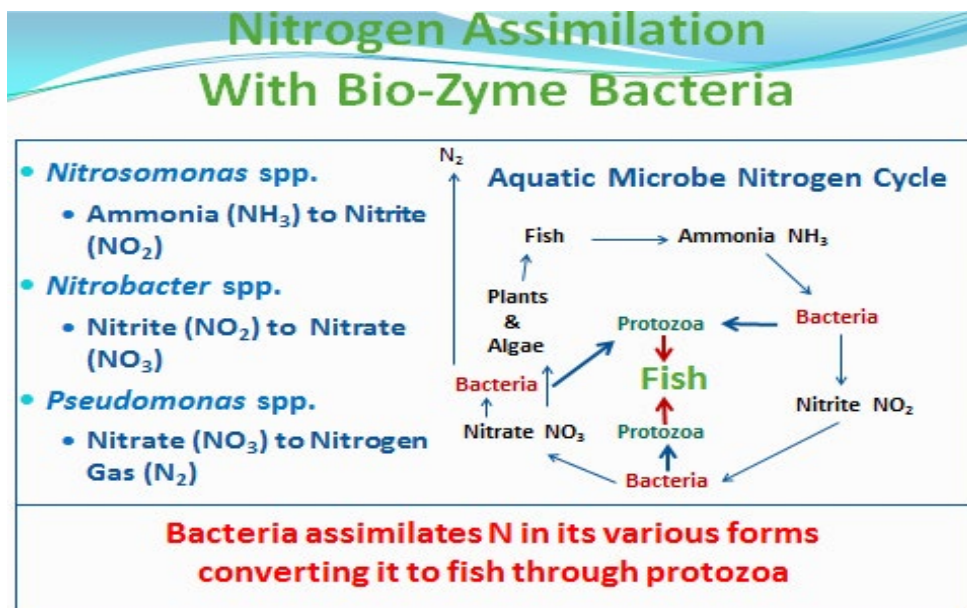 Nitrogen Assimilation
With Bio-Zyme Bacteria
• Nitrosomonas spp.
• Ammonia (NH₃) to Nitrite
(NO₂)
• Nitrobacter spp.
• Nitrite (NO₂) to Nitrate
(NO₃)
• Pseudomonas spp.
• Nitrate (NO₃) to Nitrogen
Gas (N₂)
N₂
Aquatic Microbe Nitrogen Cycle
Fish
Ammonia NH₃
Plants
&
Algae
Protozoa
Bacteria
Bacteria
Fish
Nitrite NO₂
Nitrate NO₃
Protozoa
Bacteria
Bacteria assimilates N in its various forms
converting it to fish through protozoa